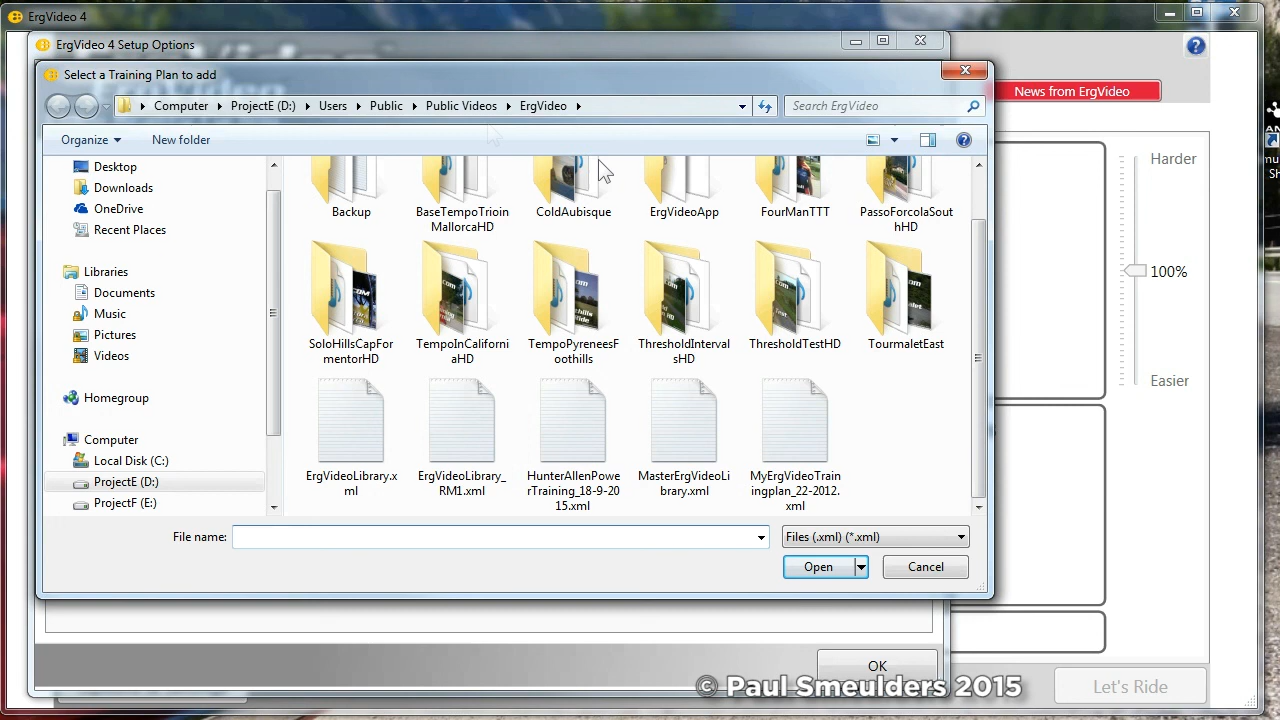 ErgVideo 4
ErgVideo 4 Setup Options
Select a Training Plan to add
Computer
ProjectE (D:)
Users
Public
Public Videos
ErgVideo
Search ErgVideo
News from ErgVideo
Organize
New folder
Desktop
Downloads
OneDrive
Recent Places
Libraries
Documents
Music
Pictures
Videos
Homegroup
Computer
Local Disk (C:)
ProjectE (D:)
ProjectF (E:)
Backup
BaseTempoTrioin
MallorcaHD
ColdAubisque
ErgVideoApp
FourManTTT
PassoForcolaSouth
HD
SoloHillsCapFor
mentorHD
TempoInCaliforni
aHD
TempoPyreneesF
oothills
ThresholdInterval
sHD
ThresholdTestHD
TourmaletEast
ErgVideoLibrary.x
ml
ErgVideoLibrary_
RM1.xml
HunterAllenPowe
rTraining_18-9-20
15.xml
MasterErgVideoLi
brary.xml
MyErgVideoTrain
ingplan_22-2012.
xml
File name:
Files (.xml) (*.xml)
Open
Cancel
Harder
100%
Easier
OK
Let's Ride
© Paul Smeulders 2015